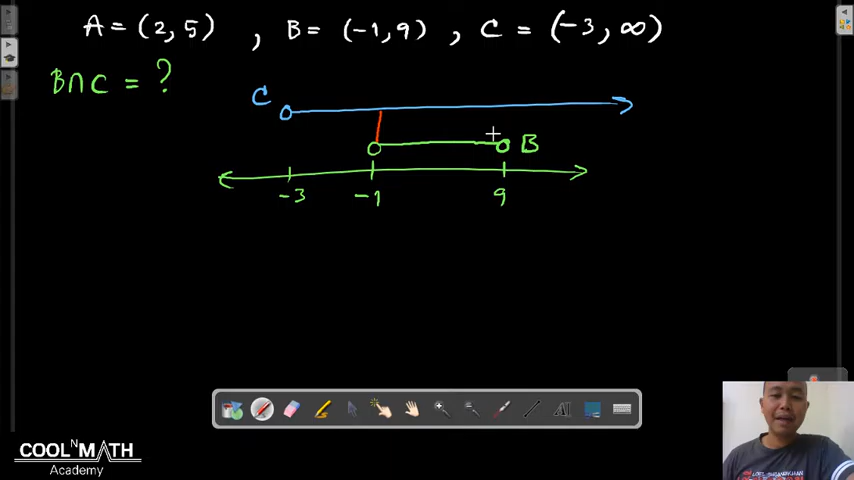 A = (2, 5) , B = (-1, 9) , C = (-3, ∞)
B∩C = ?
C
B
-3 -1 9
COOL N MATH
Academy